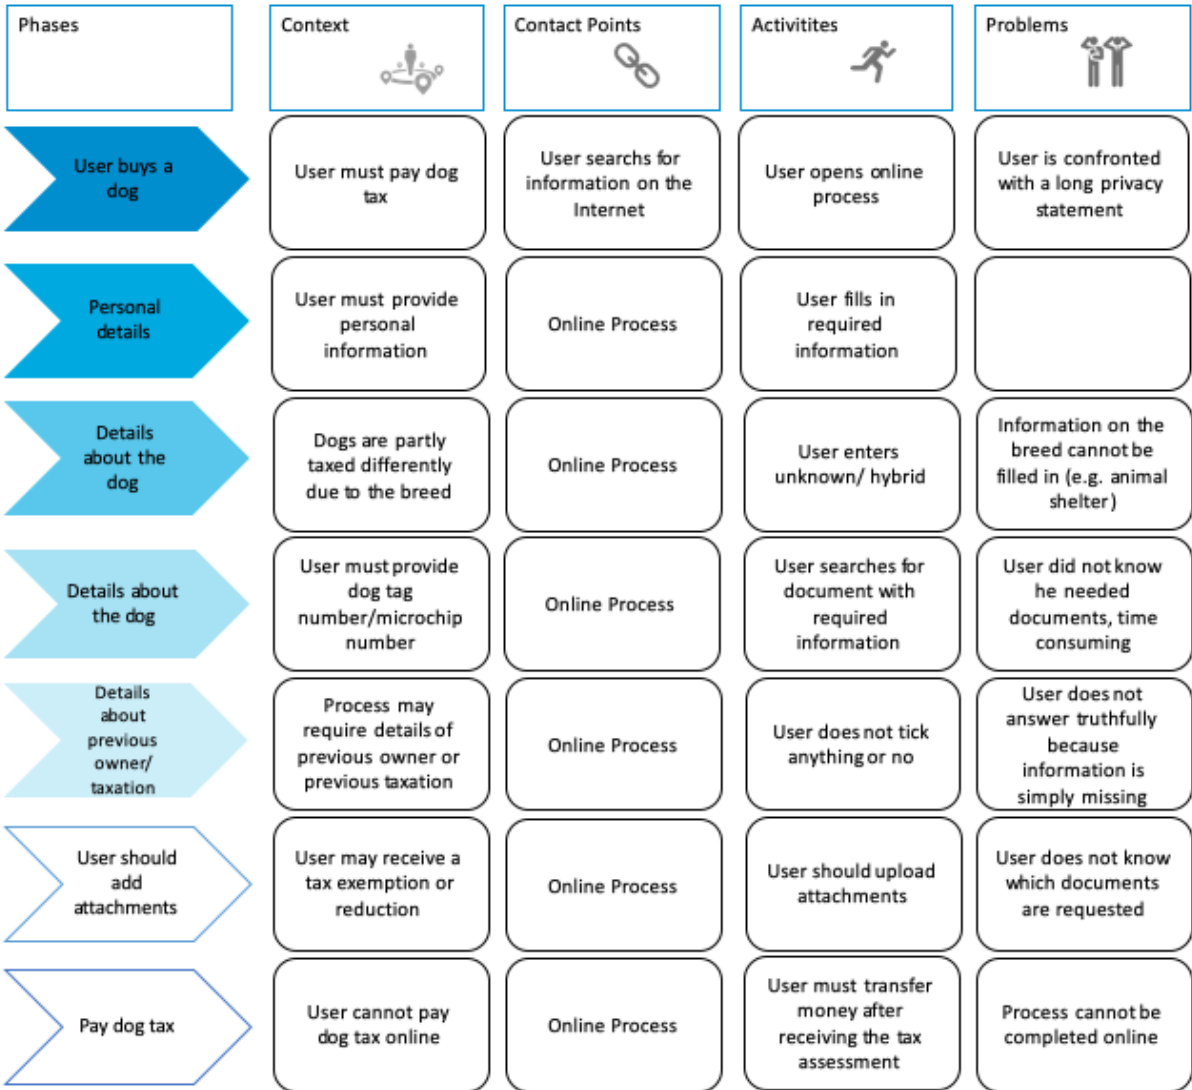 Phases
Context
Contact Points
Activitites
Problems
User buys a
dog
User must pay dog
tax
User searchs for
information on the
Internet
User opens online
process
User is confronted
with a long privacy
statement
Personal
details
User must provide
personal
information
Online Process
User fills in
required
information
Details
about the
dog
Dogs are partly
taxed differently
due to the breed
Online Process
User enters
unknown/ hybrid
Information on the
breed cannot be
filled in (e.g. animal
shelter)
Details about
the dog
User must provide
dog tag
number/microchip
number
Online Process
User searches for
document with
required
information
User did not know
he needed
documents, time
consuming
Details
about
previous
owner/
taxation
Process may
require details of
previous owner or
previous taxation
Online Process
User does not tick
anything or no
User does not
answer truthfully
because
information is
simply missing
User should
add
attachments
User may receive a
tax exemption or
reduction
Online Process
User should upload
attachments
User does not know
which documents
are requested
Pay dog tax
User cannot pay
dog tax online
Online Process
User must transfer
money after
receiving the tax
assessment
Process cannot be
completed online